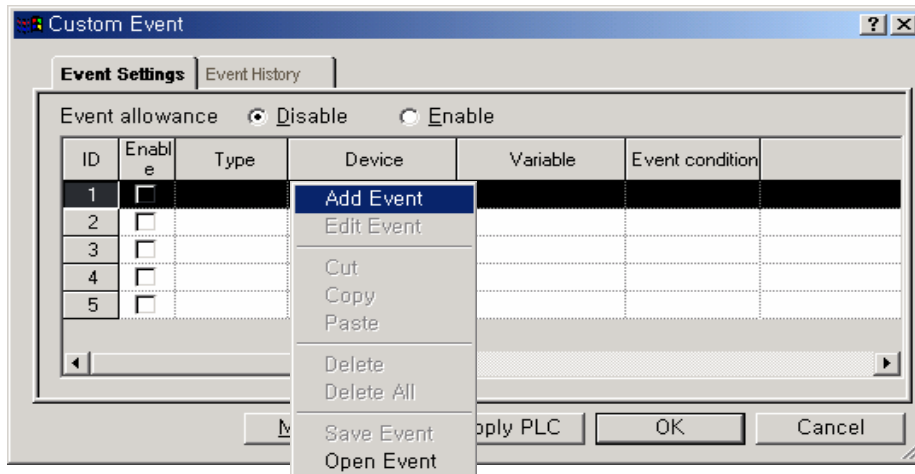 Custom Event
Event Settings Event History
Event allowance Disable Enable
ID Enable Type Device Variable Event condition
1
2
3
4
5
Add Event
Edit Event
Cut
Copy
Paste
Delete
Delete All
Save Event
Open Event
PLC OK Cancel